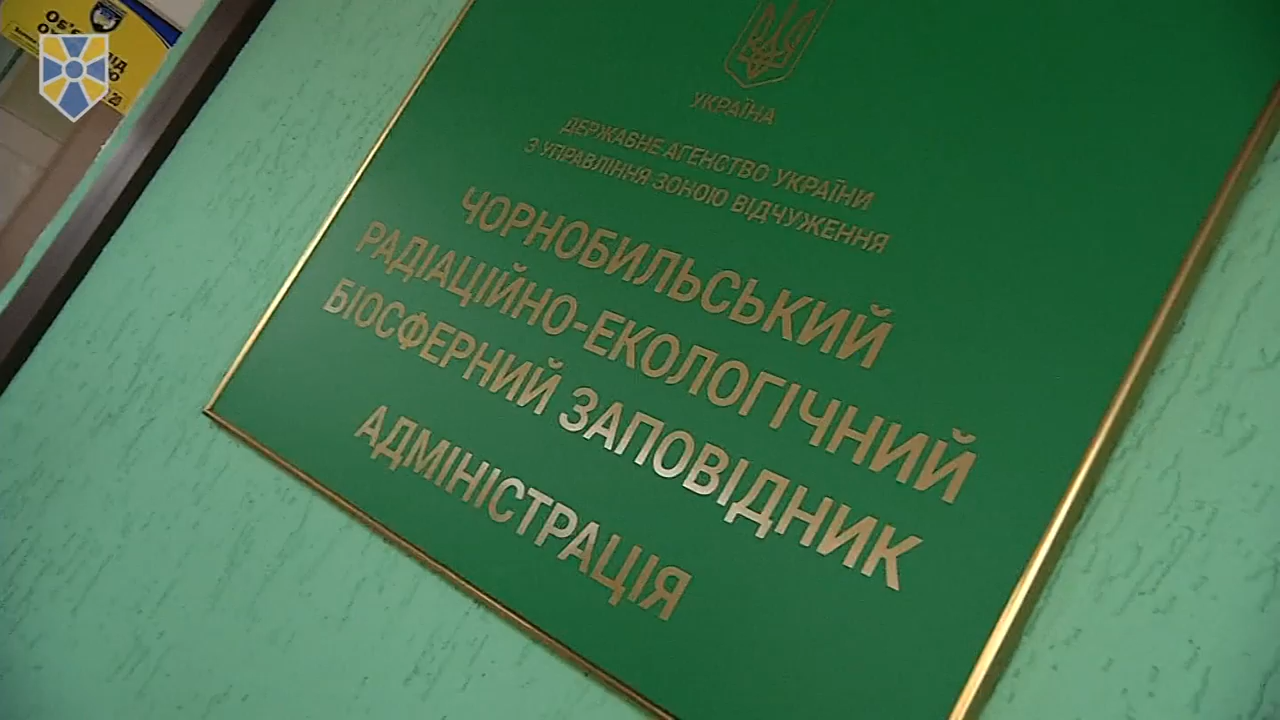 УКРАЇНА
ДЕРЖАВНЕ АГЕНСТВО УКРАЇНИ
З УПРАВЛІННЯ ЗОНОЮ ВІДЧУЖЕННЯ
ЧОРНОБИЛЬСЬКИЙ
РАДІАЦІЙНО-ЕКОЛОГІЧНИЙ
БІОСФЕРНИЙ ЗАПОВІДНИК
АДМІНІСТРАЦІЯ